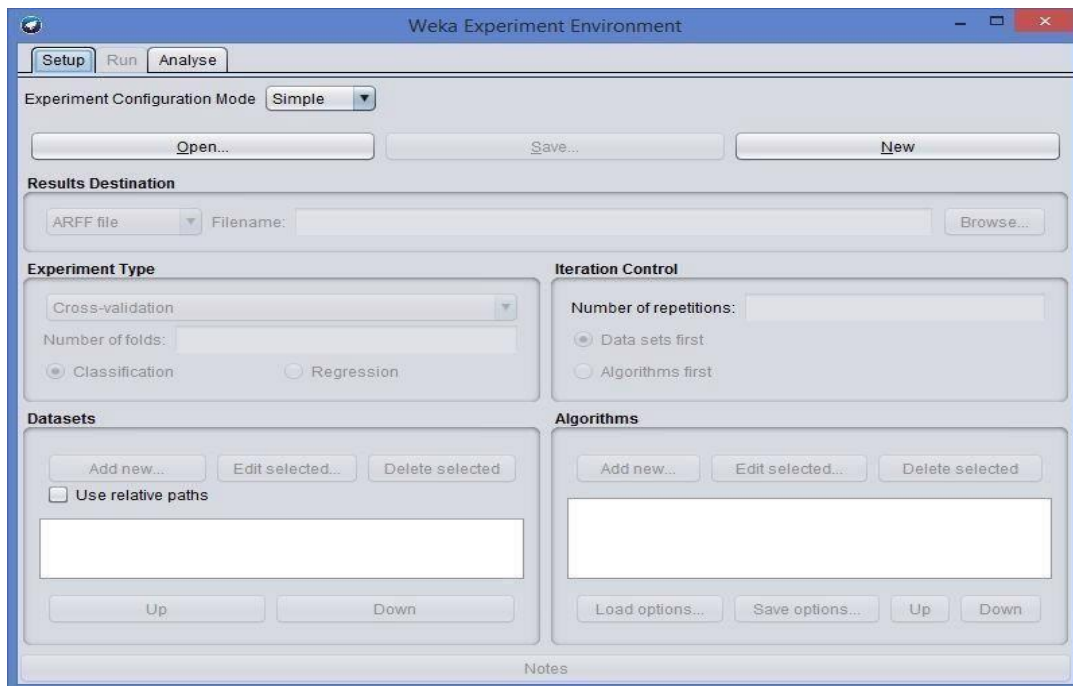 Weka Experiment Environment
Setup Run Analyse
Experiment Configuration Mode Simple
Open... Save... New
Results Destination
ARFF file Filename: Browse...
Experiment Type
Cross-validation
Number of folds:
Classification Regression
Iteration Control
Number of repetitions:
Data sets first
Algorithms first
Datasets
Add new... Edit selected... Delete selected
Use relative paths
Up Down
Algorithms
Add new... Edit selected... Delete selected
Load options... Save options... Up Down
Notes